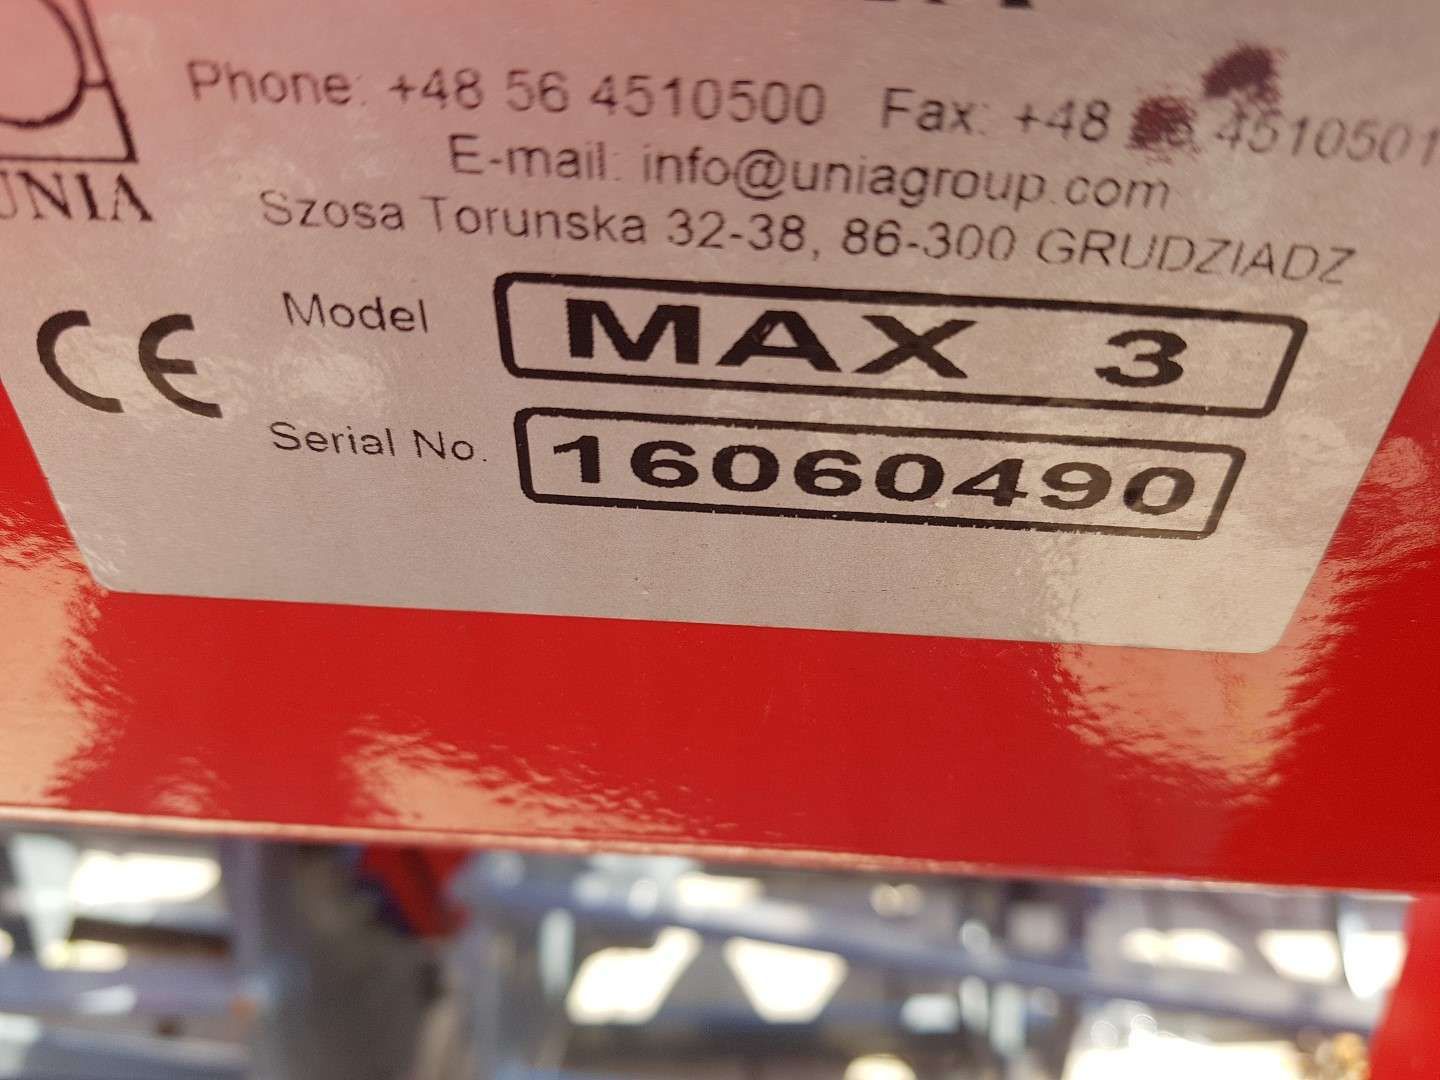 Phone: +48 56 4510500 Fax: +48 4510501
E-mail: info@uniagroup.com
UNIA
Szosa Torunska 32-38, 86-300 GRUDZIADZ
CE
Model MAX 3
Serial No. 16060490